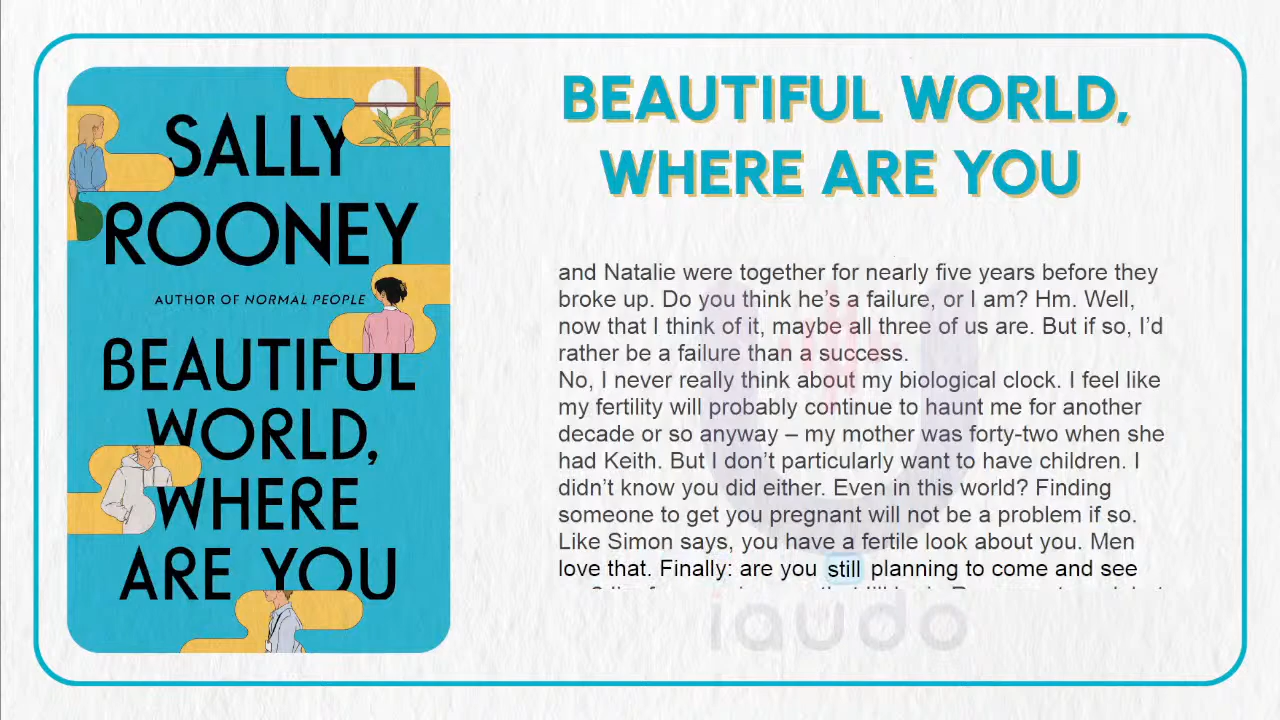 SALLY
ROONEY
AUTHOR OF NORMAL PEOPLE
BEAUTIFUL
WORLD,
WHERE
ARE YOU
BEAUTIFUL WORLD,
WHERE ARE YOU
and Natalie were together for nearly five years before they
broke up. Do you think he’s a failure, or I am? Hm. Well,
now that I think of it, maybe all three of us are. But if so, I’d
rather be a failure than a success.
No, I never really think about my biological clock. I feel like
my fertility will probably continue to haunt me for another
decade or so anyway – my mother was forty-two when she
had Keith. But I don’t particularly want to have children. I
didn’t know you did either. Even in this world? Finding
someone to get you pregnant will not be a problem if so.
Like Simon says, you have a fertile look about you. Men
love that. Finally: are you still planning to come and see
iaudo